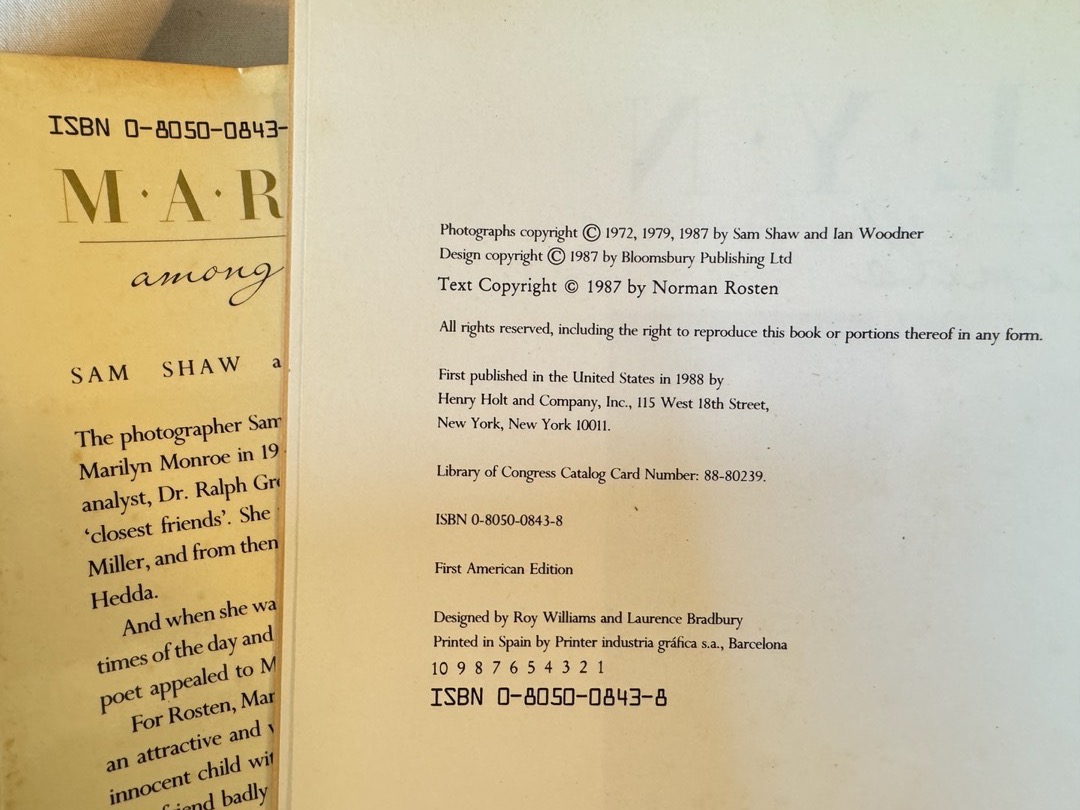 ISBN 0-8050-0843-
M·A·R
among
SAM SHAW a
The photographer Sam
Marilyn Monroe in 19
analyst, Dr. Ralph Gre
‘closest friends’. She
Miller, and from then
Hedda.
And when she wa
times of the day and
poet appealed to M
For Rosten, Mar
an attractive and
innocent child wit
friend badly
L·Y·N
Photographs copyright © 1972, 1979, 1987 by Sam Shaw and Ian Woodner
Design copyright © 1987 by Bloomsbury Publishing Ltd
Text Copyright © 1987 by Norman Rosten
All rights reserved, including the right to reproduce this book or portions thereof in any form.
First published in the United States in 1988 by
Henry Holt and Company, Inc., 115 West 18th Street,
New York, New York 10011.
Library of Congress Catalog Card Number: 88-80239.
ISBN 0-8050-0843-8
First American Edition
Designed by Roy Williams and Laurence Bradbury
Printed in Spain by Printer industria gráfica s.a., Barcelona
10 9 8 7 6 5 4 3 2 1
ISBN 0-8050-0843-8